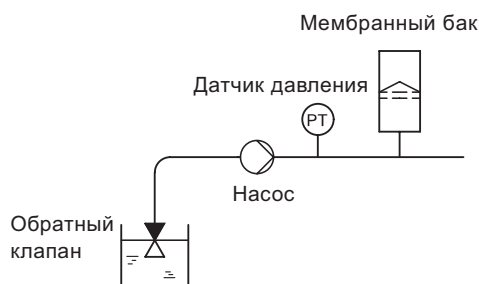 Мембранный бак
Датчик давления
PT
Насос
Обратный
клапан